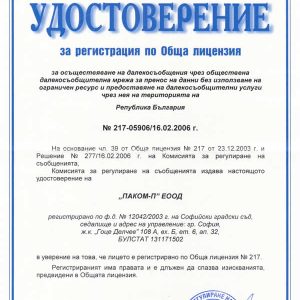 УДОСТОВЕРЕНИЕ
за регистрация по Обща лицензия
за осъществяване на далекосъобщения чрез обществена
далекосъобщителна мрежа за пренос на данни без използване на
ограничен ресурс и предоставяне на далекосъобщителни услуги
чрез нея на територията на
Република България
№ 217-05906/16.02.2006 г.
На основание чл. 39 от Обща лицензия № 217 от 23.12.2003 г. и
Решение № 277/16.02.2006 г. на Комисията за регулиране на
съобщенията,
Комисията за регулиране на съобщенията издава настоящото
удостоверение на
„ПАКОМ-П" ЕООД
регистрирано по ф.д. № 12042/2003 г. на Софийски градски съд,
седалище и адрес на управление: гр. София,
ж.к. „Гоце Делчев" 108 А, вх. Б, ет. 6, ап. 32,
БУЛСТАТ 131171502
в уверение на това, че лицето е регистрирано по Обща лицензия № 217.
Регистрираният има правата и е длъжен да спазва изискванията,
предвидени в Общата лицензия.